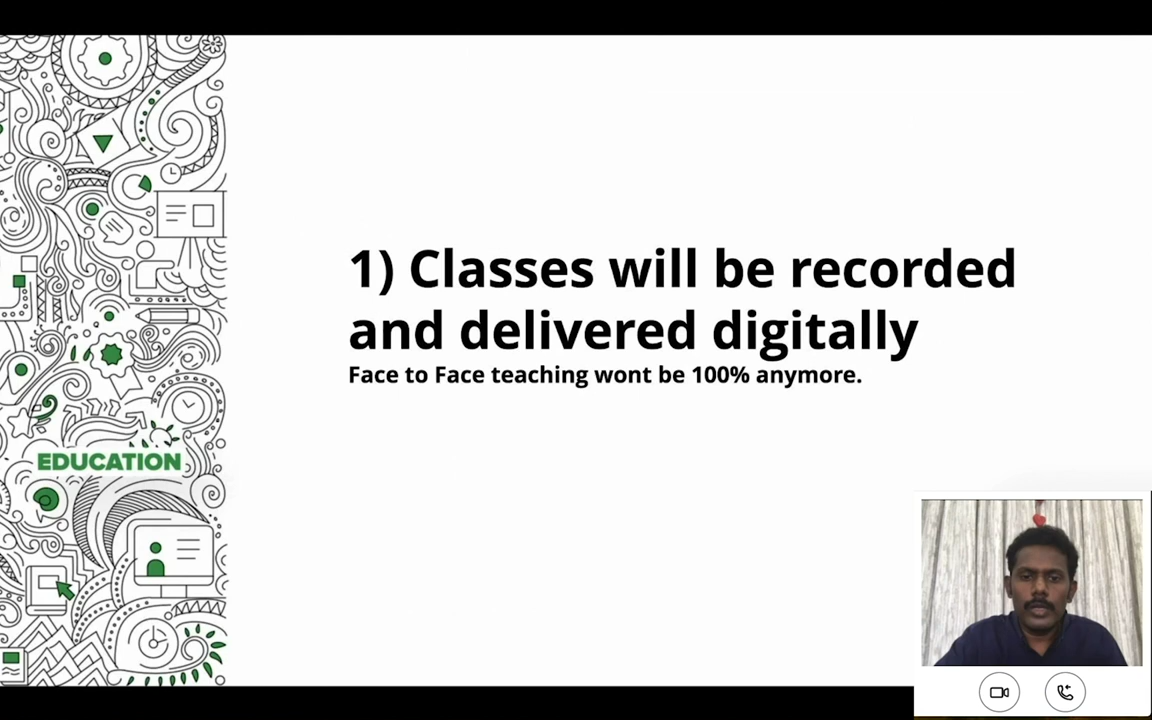 1) Classes will be recorded
and delivered digitally
Face to Face teaching wont be 100% anymore.
EDUCATION